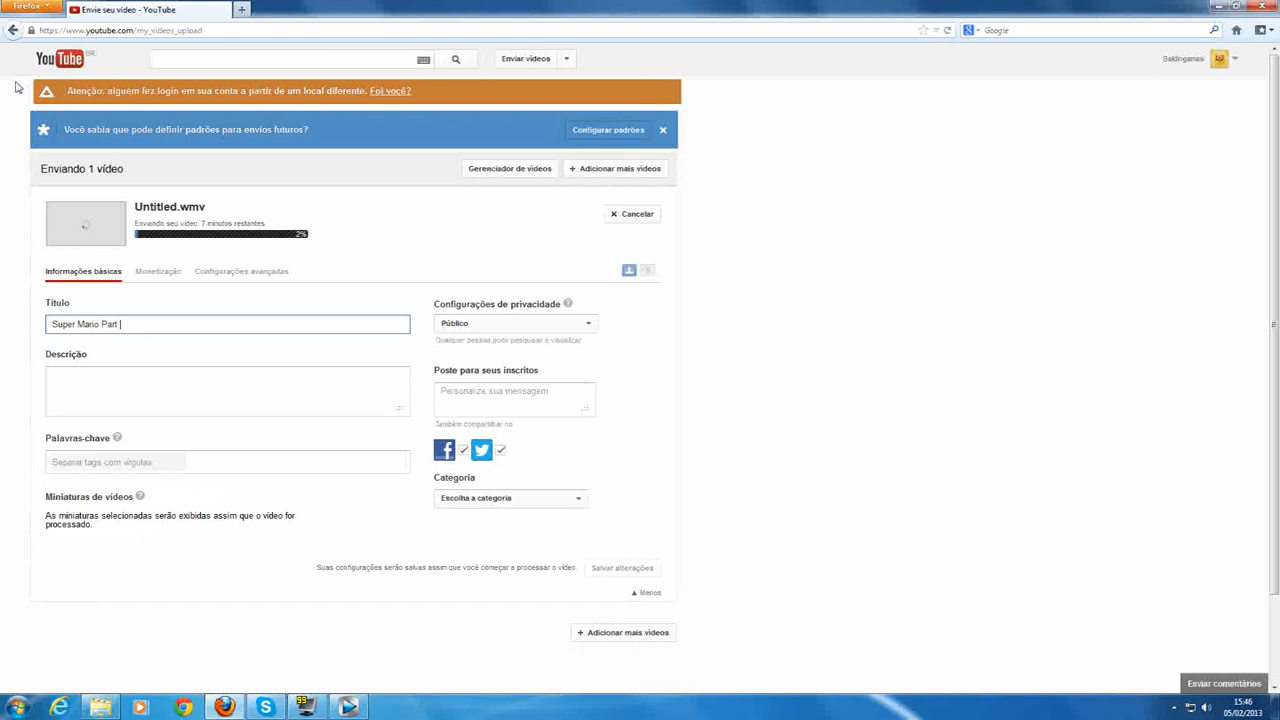 Firefox
Envie seu vídeo - YouTube
https://www.youtube.com/my_videos_upload
Google
YouTube BR
Enviar vídeos
Baldingames
Atenção: alguém fez login em sua conta a partir de um local diferente. Foi você?
Você sabia que pode definir padrões para envios futuros?
Configurar padrões
Enviando 1 vídeo
Gerenciador de vídeos
+ Adicionar mais vídeos
Untitled.wmv
Enviando seu vídeo. 7 minutos restantes.
Cancelar
2%
Informações básicas
Monetização
Configurações avançadas
Título
Configurações de privacidade
Super Mario Part
Público
Qualquer pessoa pode pesquisar e visualizar
Descrição
Poste para seus inscritos
Personalize sua mensagem
Também compartilhar no
Palavras-chave
Separe tags com vírgulas
Categoria
Escolha a categoria
Miniaturas de vídeos
As miniaturas selecionadas serão exibidas assim que o vídeo for
processado.
Suas configurações serão salvas assim que você começar a processar o vídeo.
Salvar alterações
Menos
+ Adicionar mais vídeos
Enviar comentários
99
15:46
05/02/2013